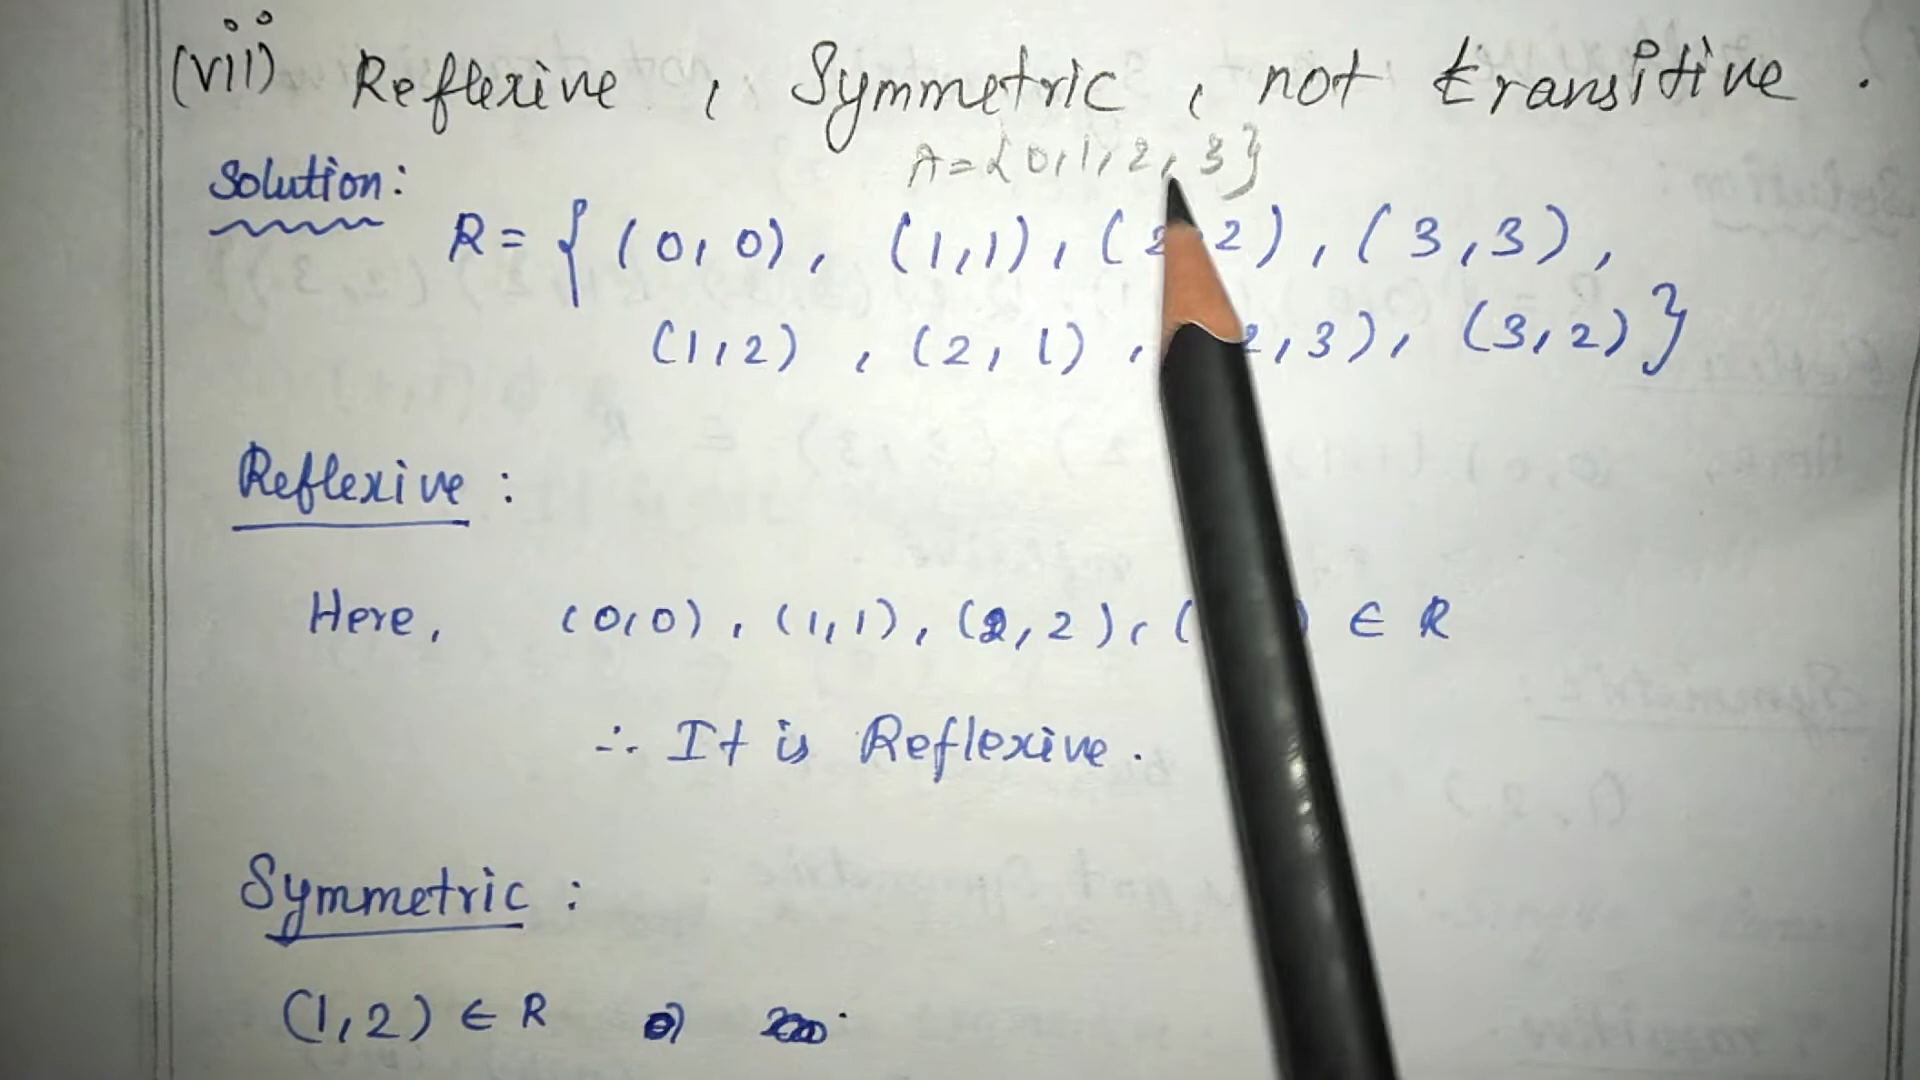 (vii) Reflexive, Symmetric, not transitive.
A={0,1,2,3}
Solution:
R = { (0,0), (1,1), (2,2), (3,3),
(1,2), (2,1), 2,3), (3,2)}
Reflexive:
Here, (0,0), (1,1), (2,2), ( ) ∈ R
∴ It is Reflexive.
Symmetric:
(1,2) ∈ R